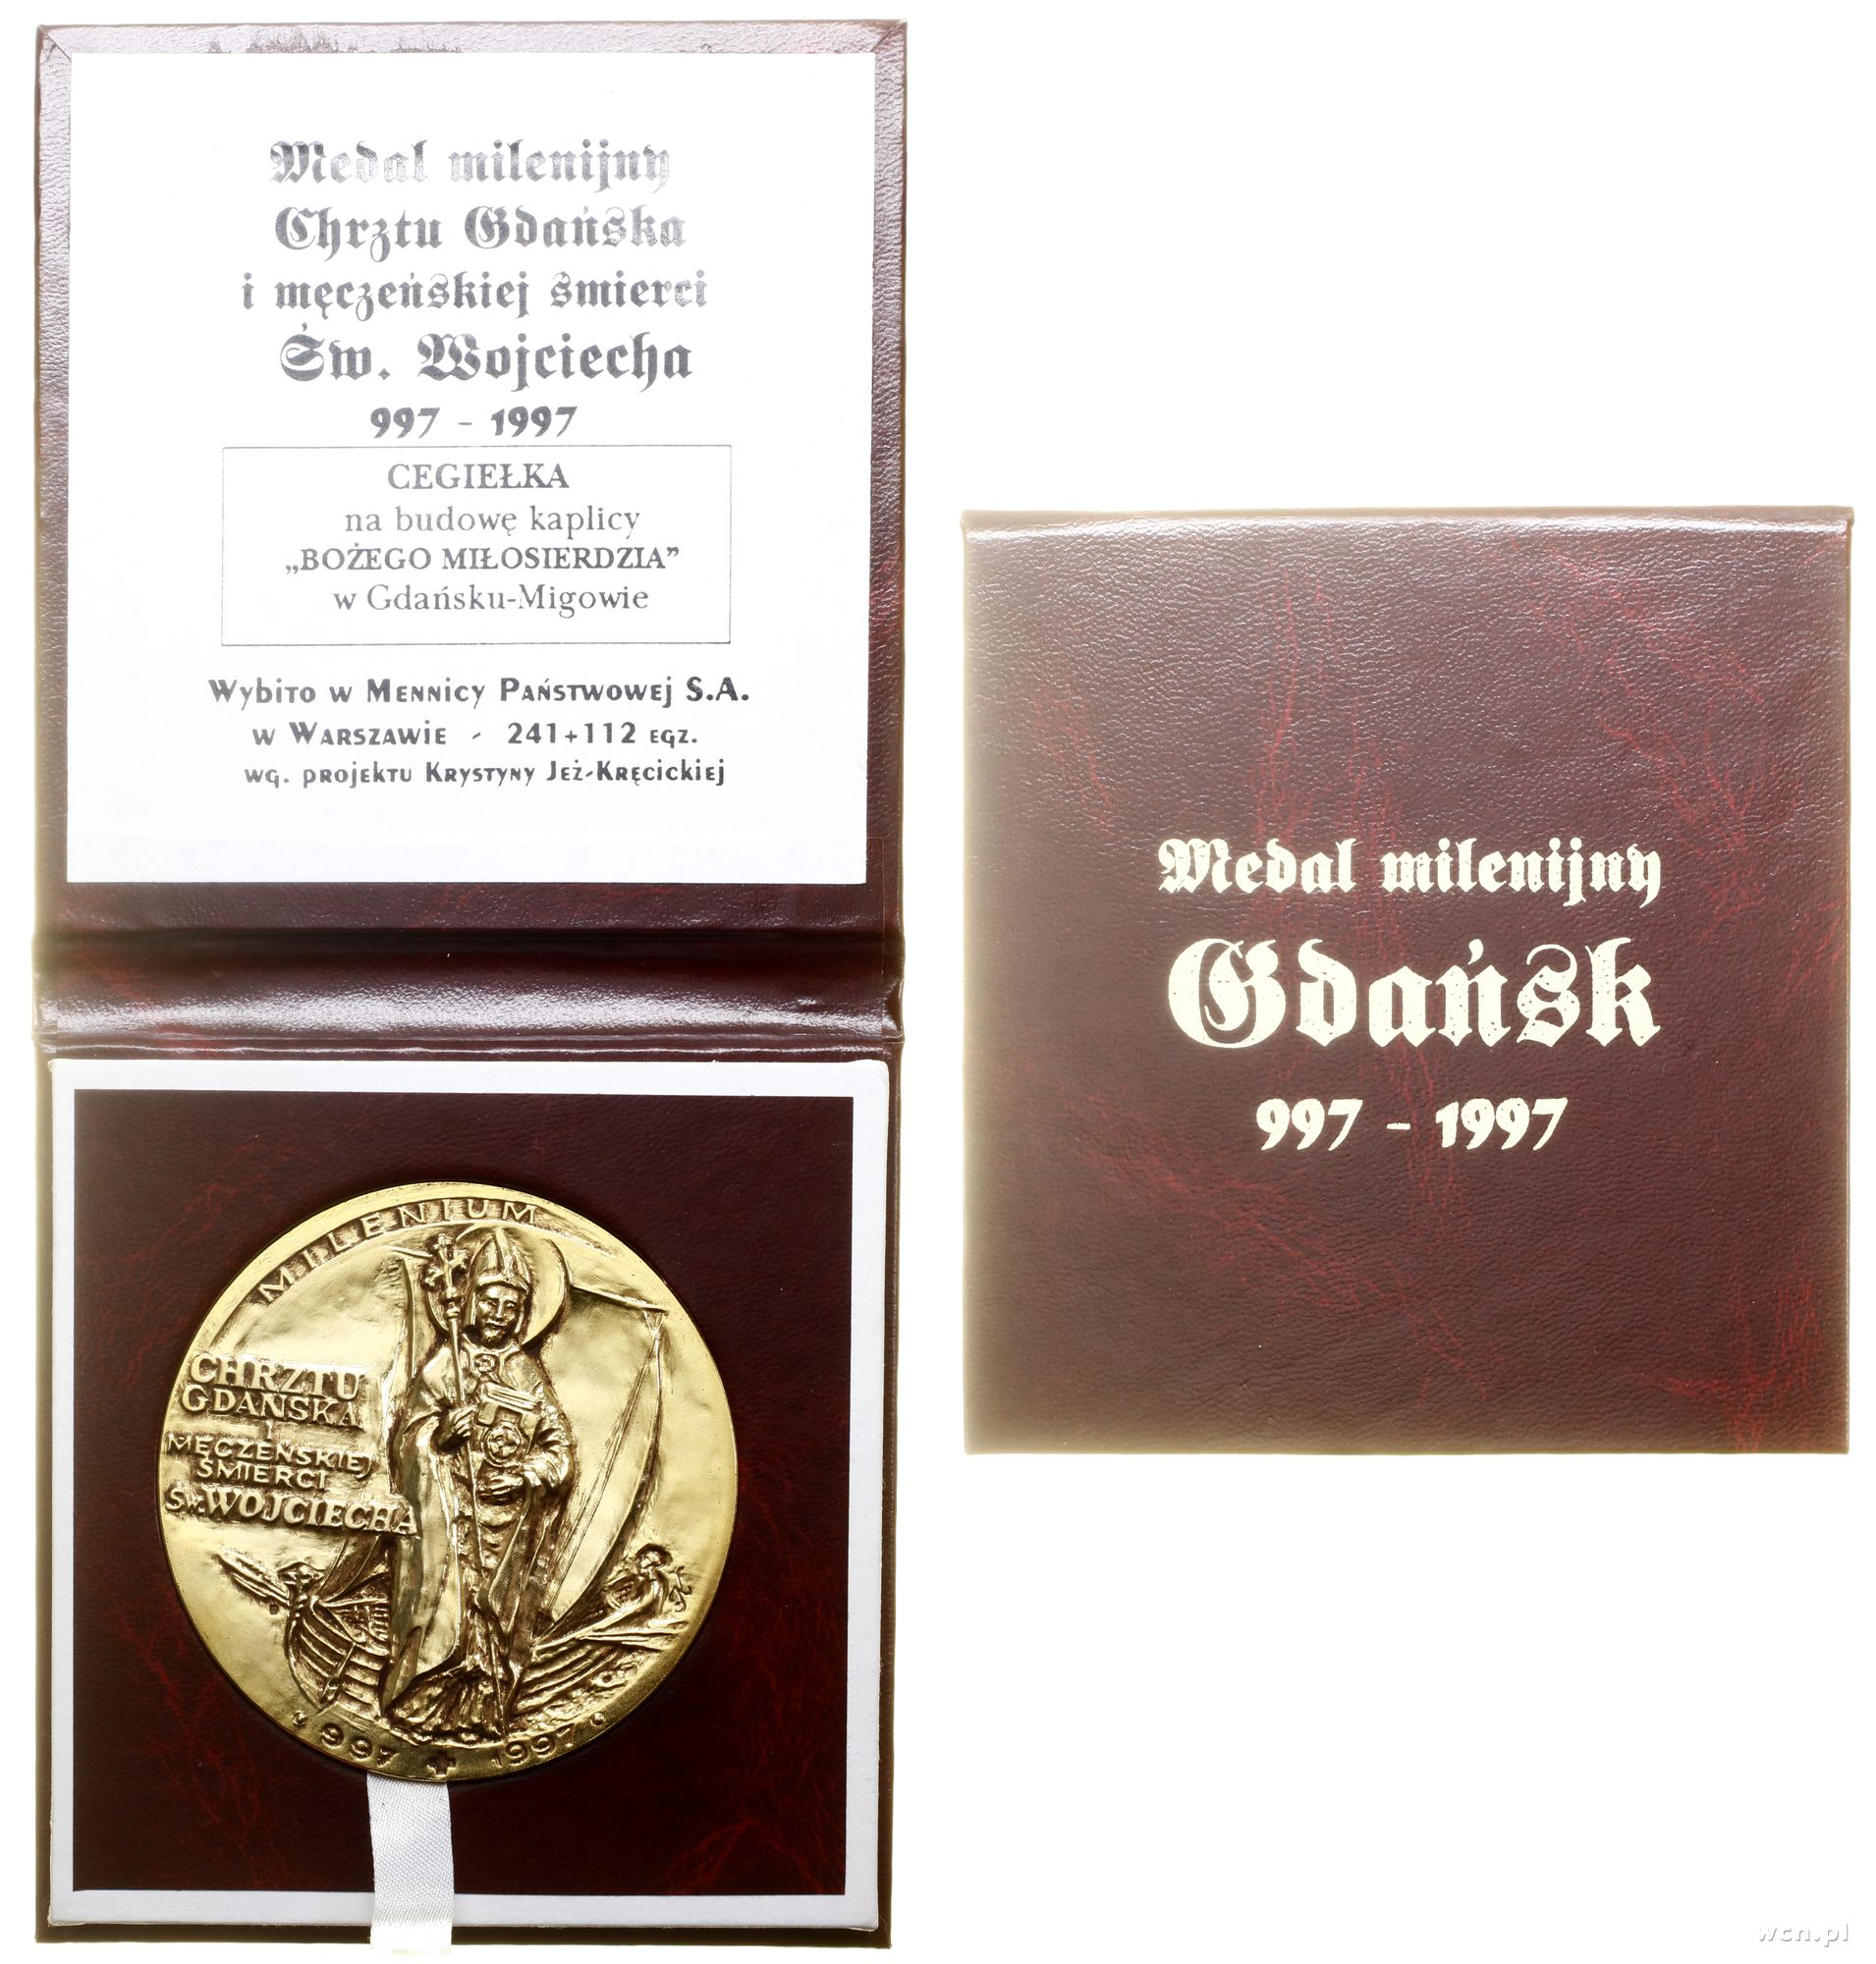 Medal milenijny
Chrztu Gdańska
i męczeńskiej śmierci
Św. Wojciecha
997 - 1997
CEGIEŁKA
na budowę kaplicy
„BOŻEGO MIŁOSIERDZIA”
w Gdańsku-Migowie
Wybito w Mennicy Państwowej S.A.
w Warszawie - 241+112 egz.
wg. projektu Krystyny Jeż-Kręcickiej
MILENIUM
CHRZTU
GDAŃSKA
I
MĘCZEŃSKIEJ
ŚMIERCI
Św. WOJCIECHA
997 + 1997
Medal milenijny
Gdańsk
997 - 1997
wcn.pl